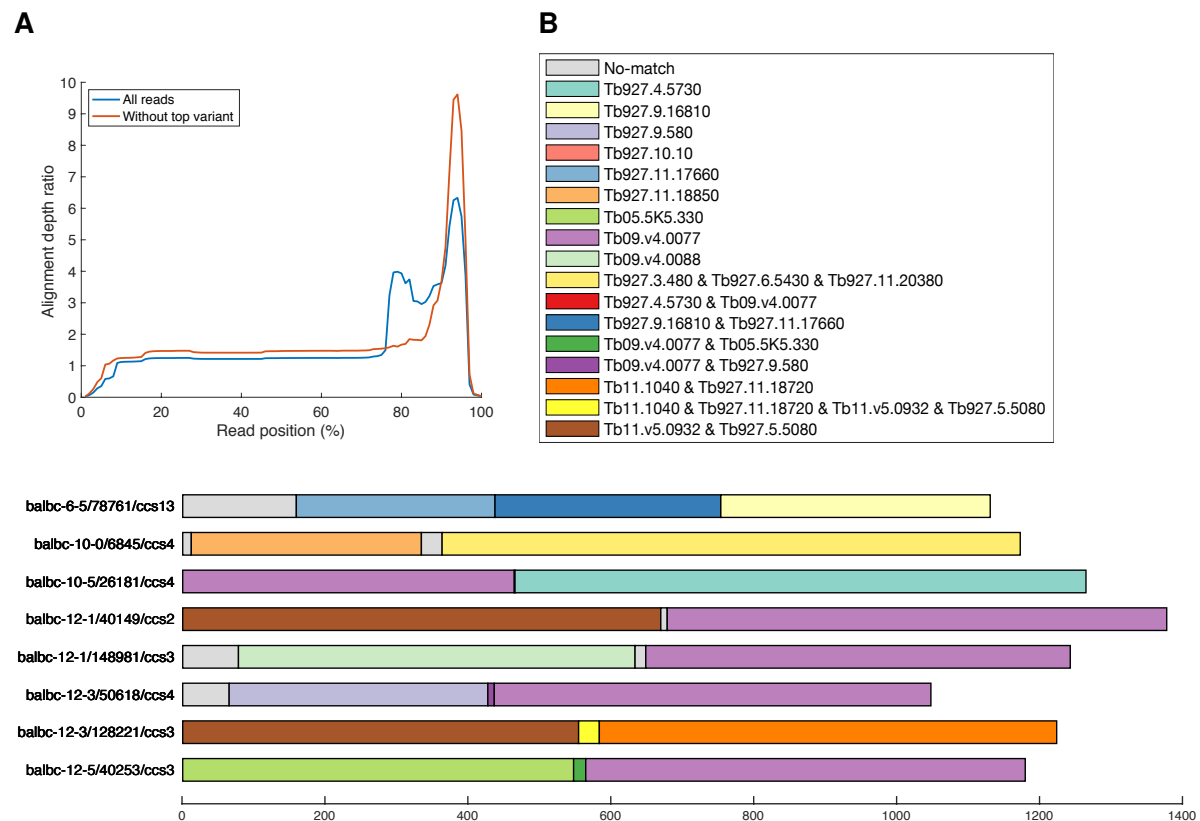 A
B
10
9
8
7
6
5
4
3
2
1
0
Alignment depth ratio
All reads
Without top variant
0 20 40 60 80 100
Read position (%)
No-match
Tb927.4.5730
Tb927.9.16810
Tb927.9.580
Tb927.10.10
Tb927.11.17660
Tb927.11.18850
Tb05.5K5.330
Tb09.v4.0077
Tb09.v4.0088
Tb927.3.480 & Tb927.6.5430 & Tb927.11.20380
Tb927.4.5730 & Tb09.v4.0077
Tb927.9.16810 & Tb927.11.17660
Tb09.v4.0077 & Tb05.5K5.330
Tb09.v4.0077 & Tb927.9.580
Tb11.1040 & Tb927.11.18720
Tb11.1040 & Tb927.11.18720 & Tb11.v5.0932 & Tb927.5.5080
Tb11.v5.0932 & Tb927.5.5080
balbc-6-5/78761/ccs13
balbc-10-0/6845/ccs4
balbc-10-5/26181/ccs4
balbc-12-1/40149/ccs2
balbc-12-1/148981/ccs3
balbc-12-3/50618/ccs4
balbc-12-3/128221/ccs3
balbc-12-5/40253/ccs3
0 200 400 600 800 1000 1200 1400